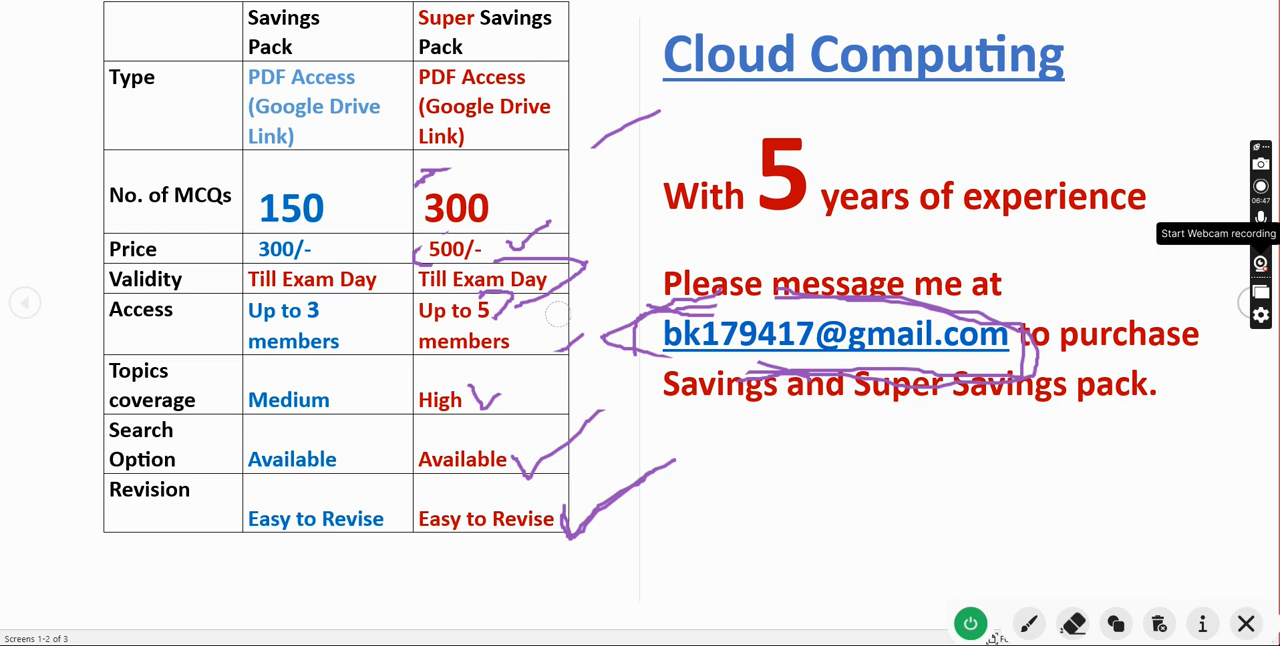 Savings Pack
Super Savings Pack
Type
PDF Access (Google Drive Link)
PDF Access (Google Drive Link)
No. of MCQs
150
300
Price
300/-
500/-
Validity
Till Exam Day
Till Exam Day
Access
Up to 3 members
Up to 5 members
Topics coverage
Medium
High
Search Option
Available
Available
Revision
Easy to Revise
Easy to Revise
Cloud Computing
With 5 years of experience
Please message me at
bk179417@gmail.com to purchase
Savings and Super Savings pack.
06:47
Start Webcam recording
Screens 1-2 of 3